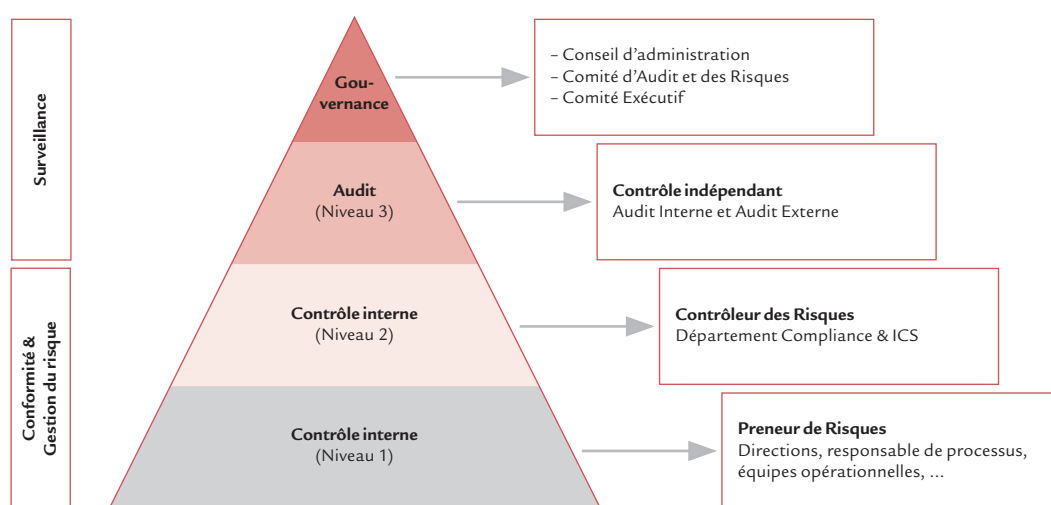 Surveillance
Gou-
vernance
– Conseil d’administration
– Comité d’Audit et des Risques
– Comité Exécutif
Audit
(Niveau 3)
Contrôle indépendant
Audit Interne et Audit Externe
Conformité &
Gestion du risque
Contrôle interne
(Niveau 2)
Contrôleur des Risques
Département Compliance & ICS
Contrôle interne
(Niveau 1)
Preneur de Risques
Directions, responsable de processus,
équipes opérationnelles, ...